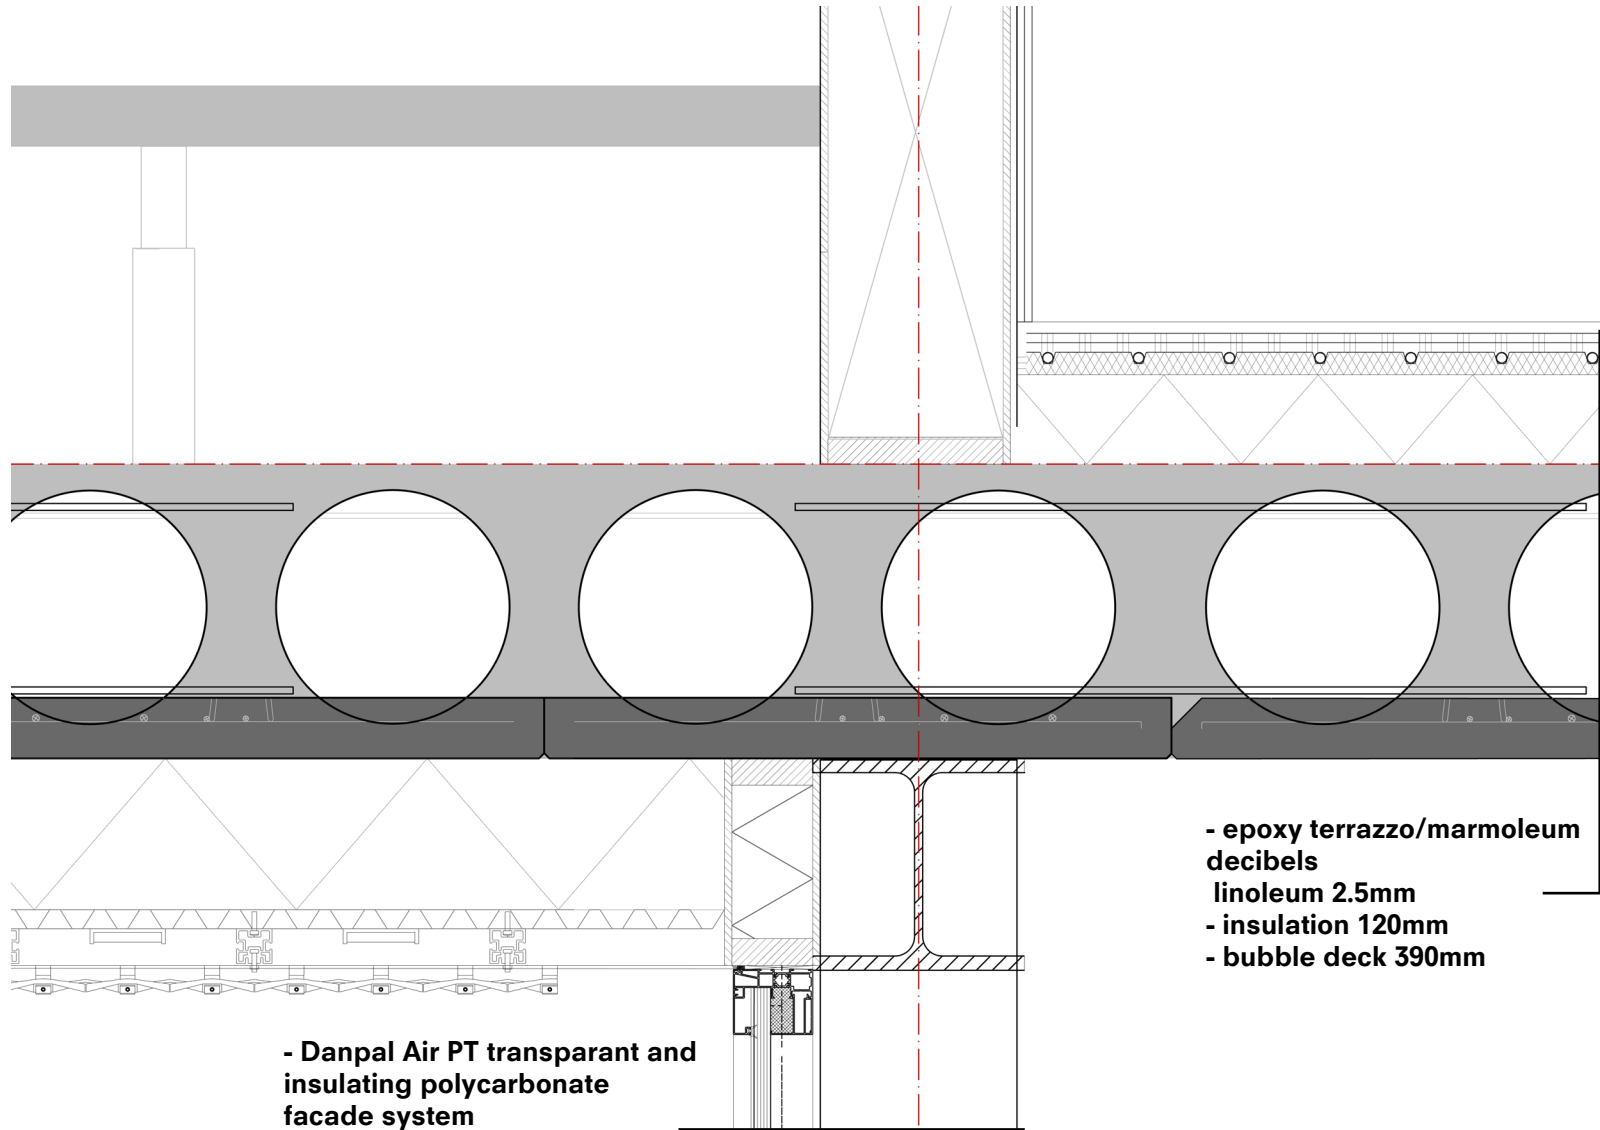 - epoxy terrazzo/marmoleum
decibels
linoleum 2.5mm
- insulation 120mm
- bubble deck 390mm
- Danpal Air PT transparant and
insulating polycarbonate
facade system